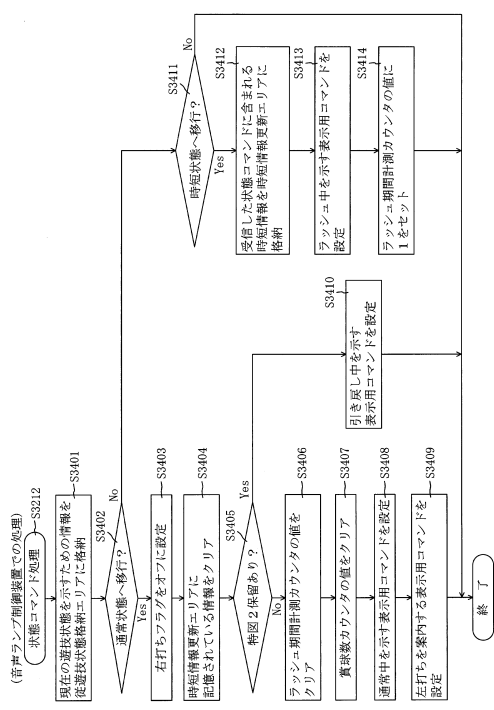 (音声ランプ制御装置での処理)
状態コマンド処理
S3212
現在の遊技状態を示すための情報を
従遊技状態格納エリアに格納
S3401
通常状態へ移行？
S3402
Yes
No
右打ちフラグをオフに設定
S3403
時短情報更新エリアに
記憶されている情報をクリア
S3404
特図２保留あり？
S3405
Yes
No
ラッシュ期間計測カウンタの値を
クリア
S3406
賞球数カウンタの値をクリア
S3407
通常中を示す表示用コマンドを設定
S3408
左打ちを案内する表示用コマンドを
設定
S3409
引き戻し中を示す
表示用コマンドを設定
S3410
時短状態へ移行？
S3411
No
Yes
受信した状態コマンドに含まれる
時短情報を時短情報更新エリアに
格納
S3412
ラッシュ中を示す表示用コマンドを
設定
S3413
ラッシュ期間計測カウンタの値に
１をセット
S3414
終了